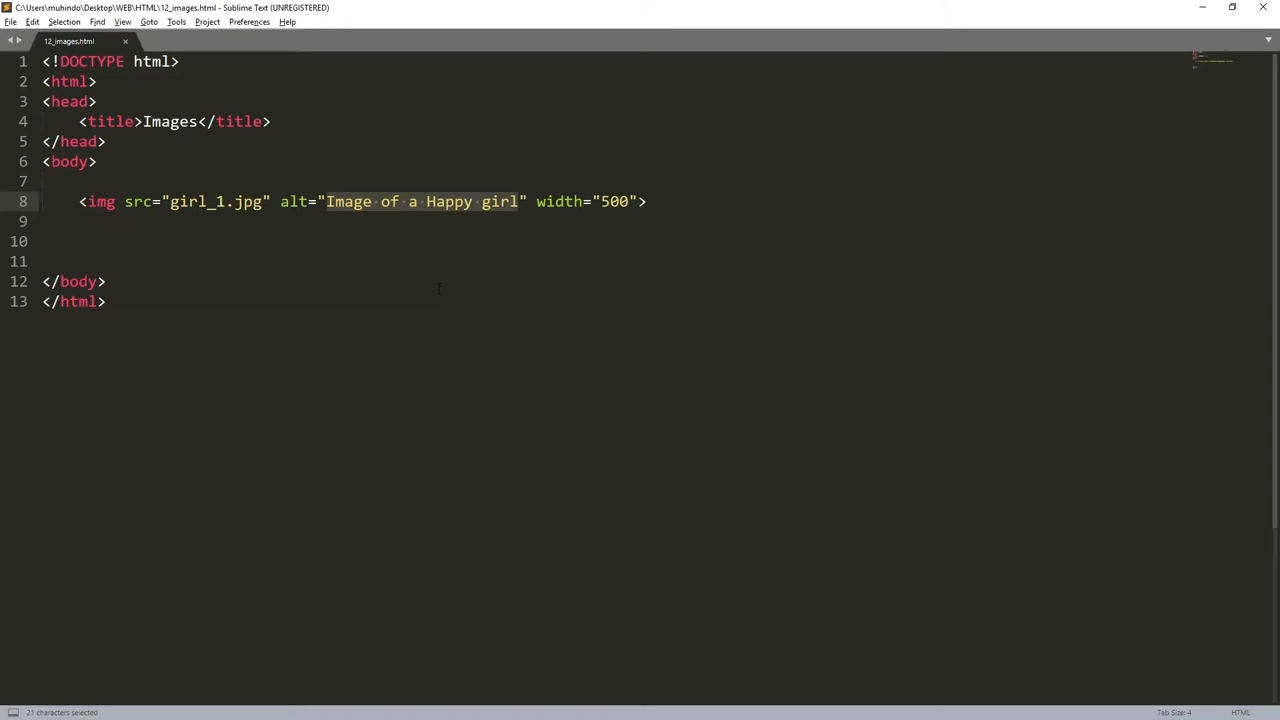 C:\Users\muhindo\Desktop\WEB\HTML\12_images.html - Sublime Text (UNREGISTERED)
File Edit Selection Find View Goto Tools Project Preferences Help
12_images.html ×
1 <!DOCTYPE html>
2 <html>
3 <head>
4     <title>Images</title>
5 </head>
6 <body>
7
8     <img src="girl_1.jpg" alt="Image of a Happy girl" width="500">
9
10
11
12 </body>
13 </html>
21 characters selected Tab Size: 4 HTML